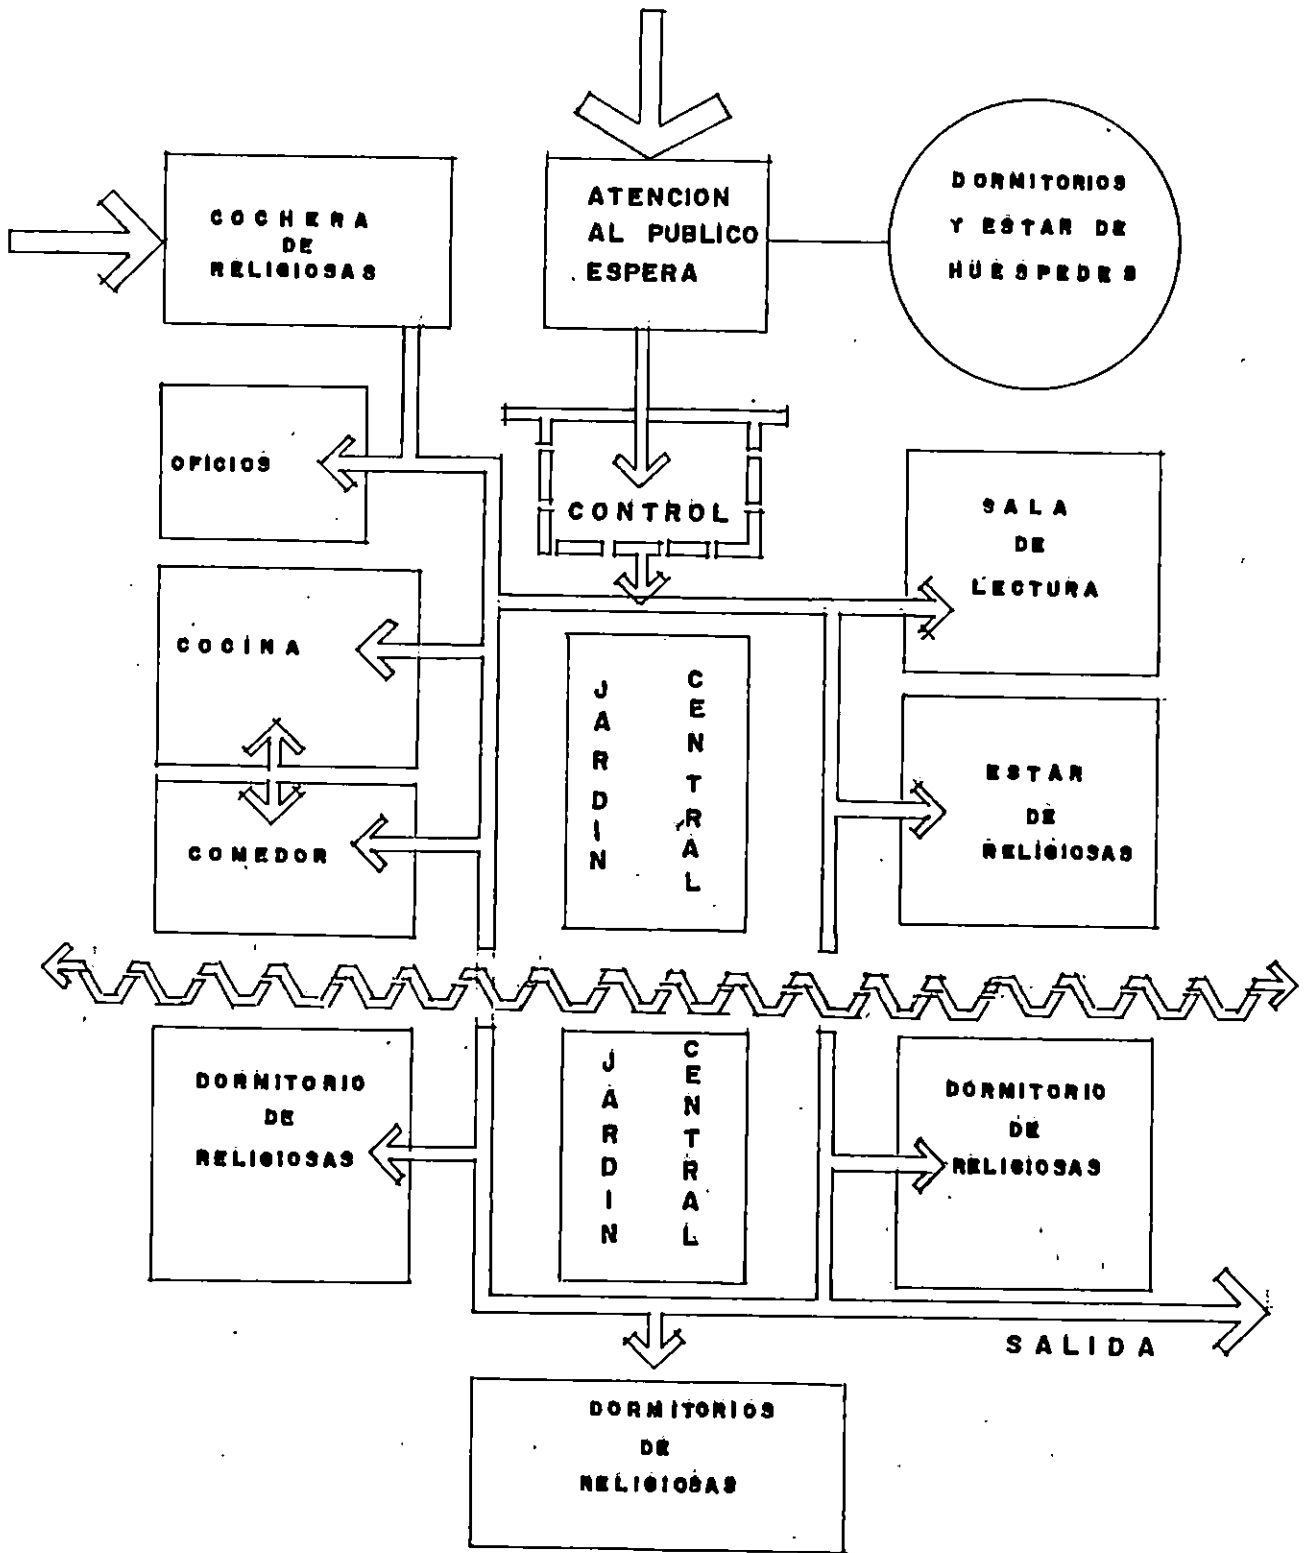 COCHERA
DE
RELIGIOSAS
ATENCION
AL PUBLICO
ESPERA
DORMITORIOS
Y ESTAR DE
HUESPEDES
OFICIOS
CONTROL
SALA
DE
LECTURA
COCINA
JARDIN
CENTRAL
ESTAR
DE
RELIGIOSAS
COMEDOR
DORMITORIO
DE
RELIGIOSAS
JARDIN
CENTRAL
DORMITORIO
DE
RELIGIOSAS
SALIDA
DORMITORIOS
DE
RELIGIOSAS